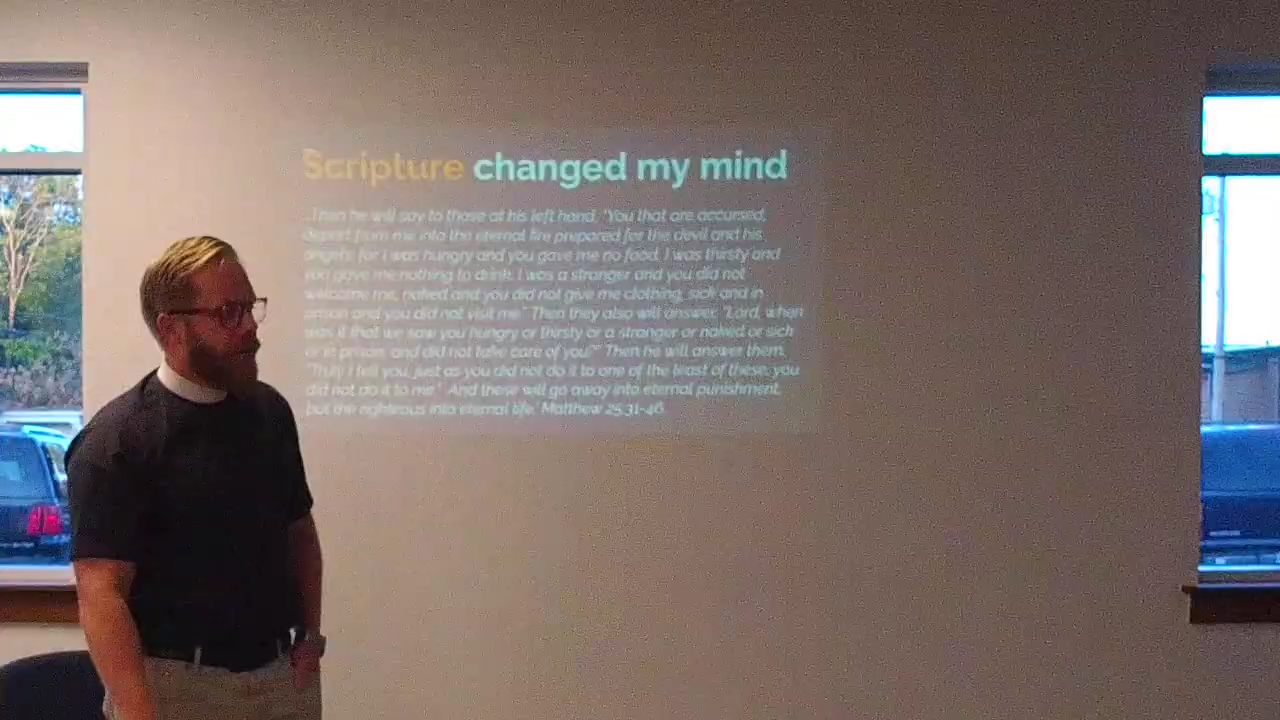 Scripture changed my mind
...Then he will say to those at his left hand, "You that are accursed,
depart from me into the eternal fire prepared for the devil and his
angels; for I was hungry and you gave me no food, I was thirsty and
you gave me nothing to drink, I was a stranger and you did not
welcome me, naked and you did not give me clothing, sick and in
prison and you did not visit me." Then they also will answer, "Lord, when
was it that we saw you hungry or thirsty or a stranger or naked or sick
or in prison, and did not take care of you?" Then he will answer them,
"Truly I tell you, just as you did not do it to one of the least of these, you
did not do it to me." And these will go away into eternal punishment,
but the righteous into eternal life.' Matthew 25.31-46